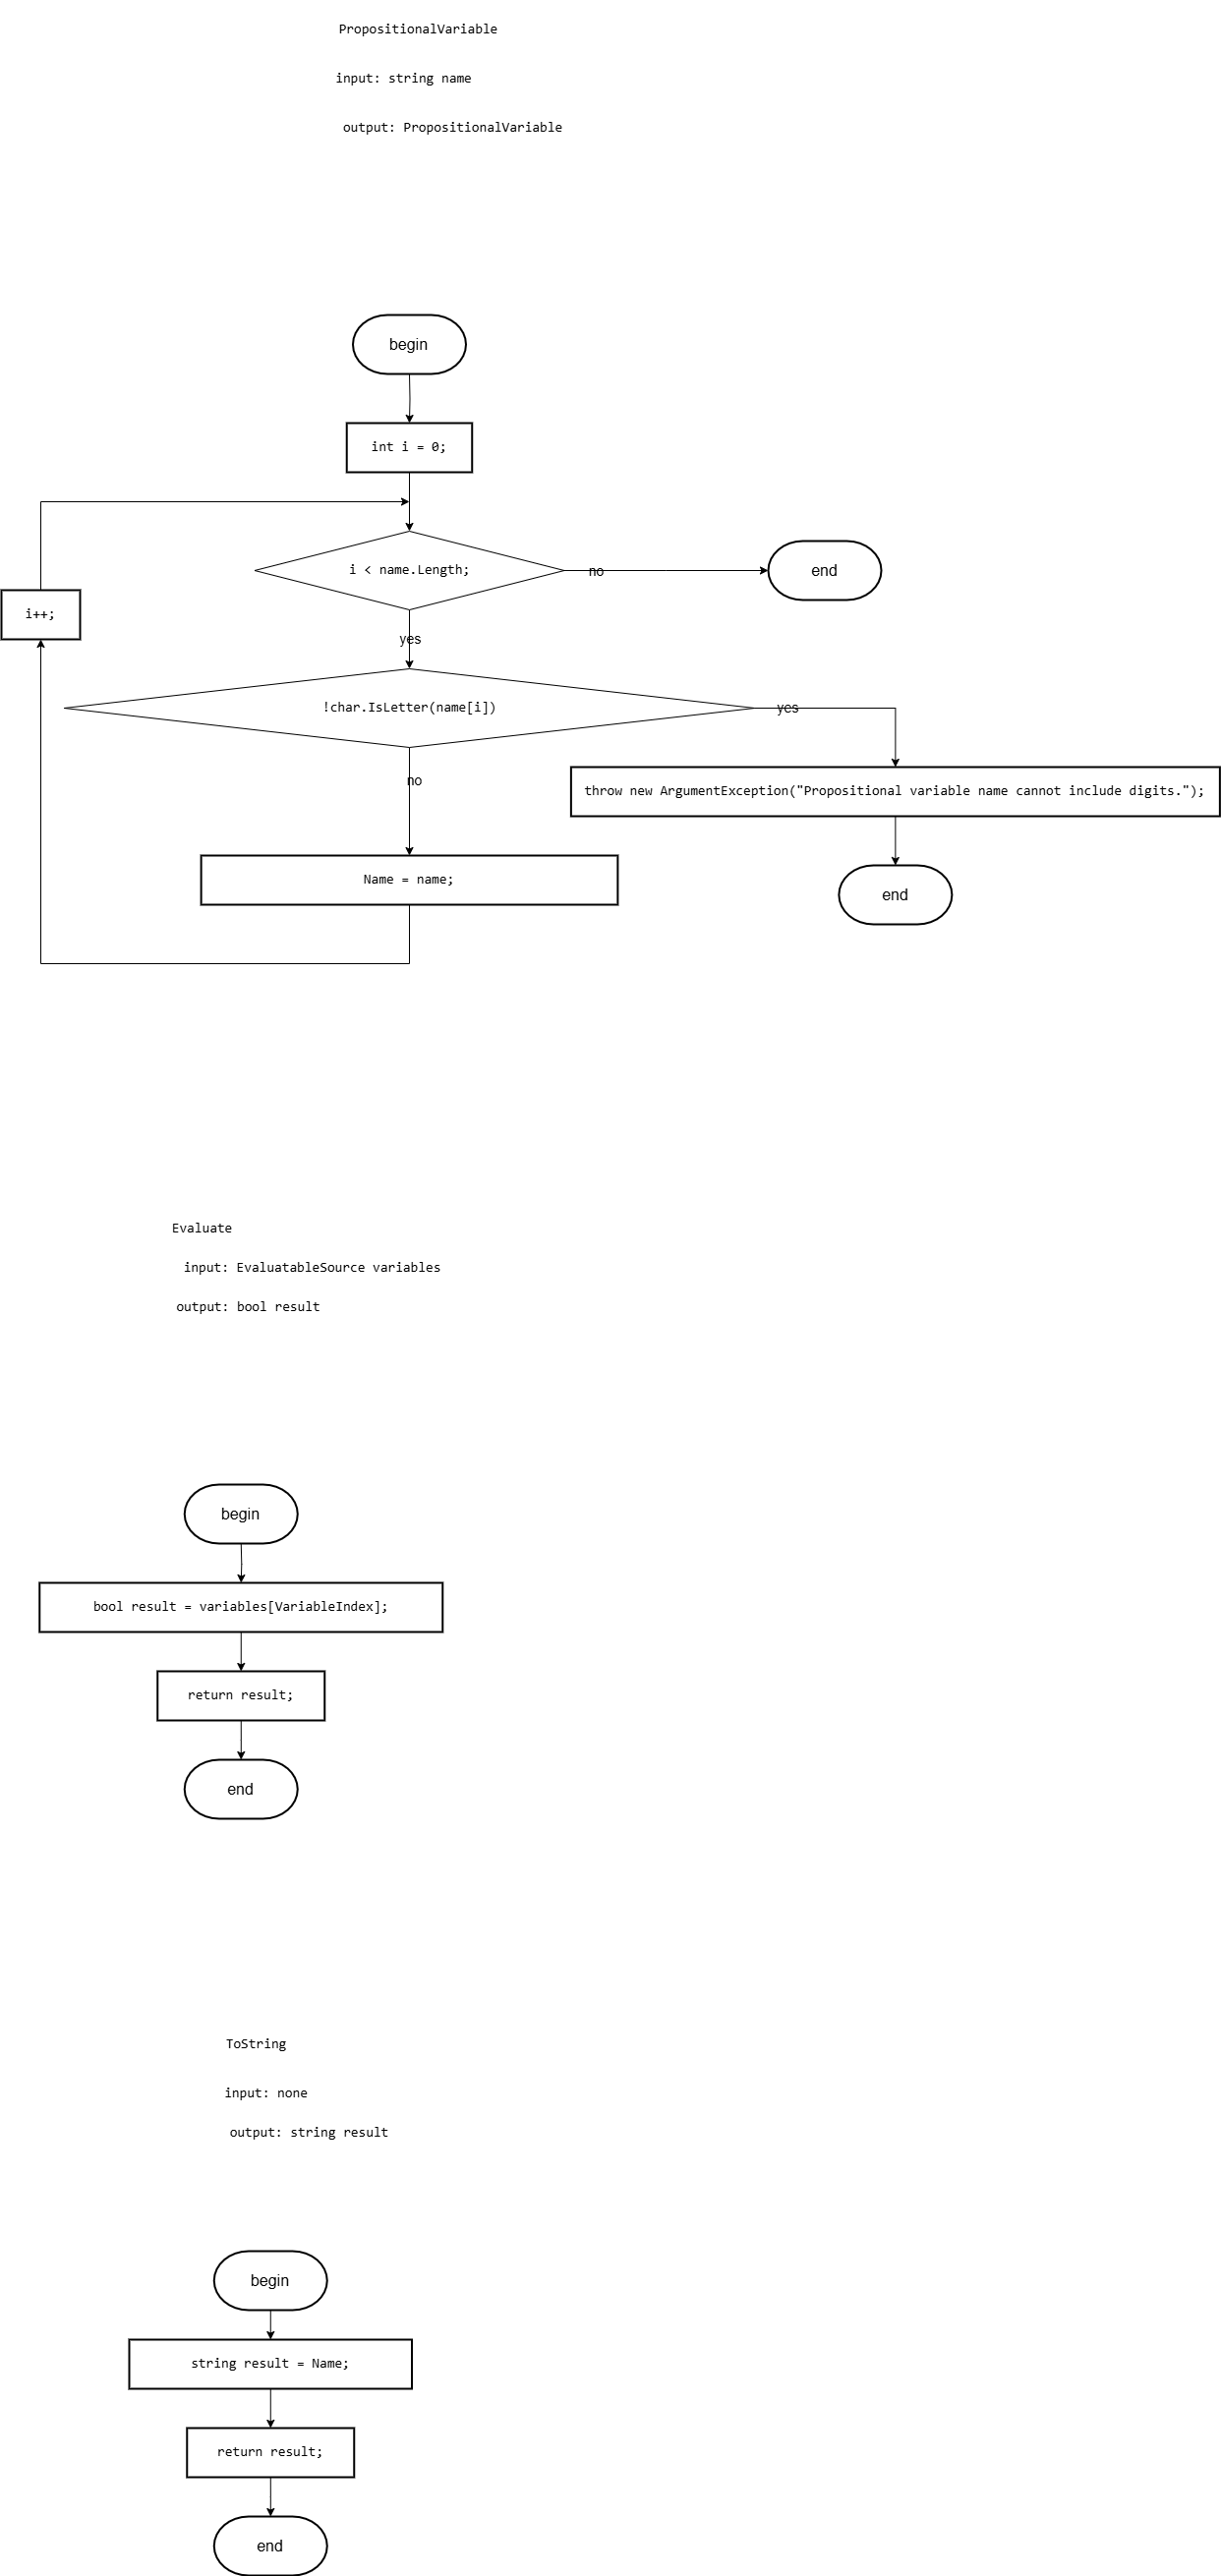 PropositionalVariable
input: string name
output: PropositionalVariable
begin
int i = 0;
i < name.Length;
no
end
i++;
yes
!char.IsLetter(name[i])
yes
no
throw new ArgumentException("Propositional variable name cannot include digits.");
Name = name;
end
Evaluate
input: EvaluatableSource variables
output: bool result
begin
bool result = variables[VariableIndex];
return result;
end
ToString
input: none
output: string result
begin
string result = Name;
return result;
end